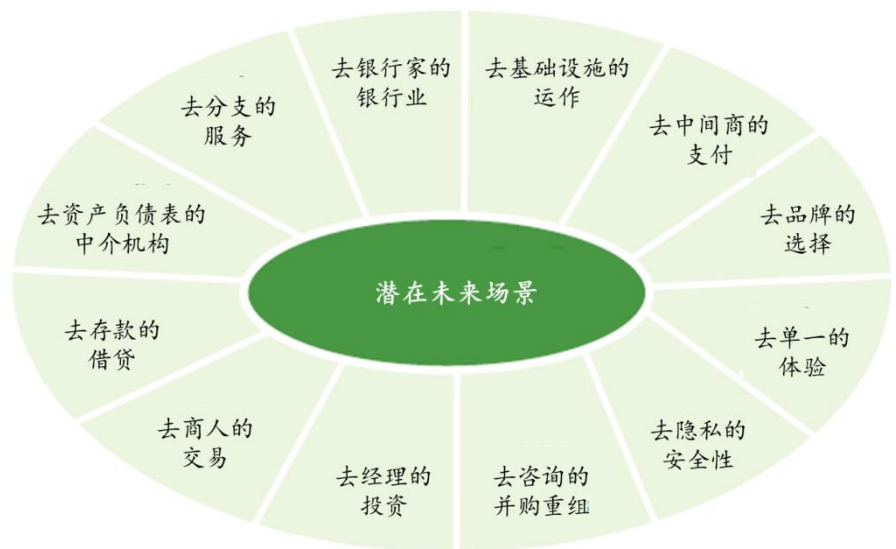 去银行家的
银行业
去基础设施的
运作
去中间商的
支付
去品牌的
选择
去单一的
体验
去隐私的
安全性
去咨询的
并购重组
去经理的
投资
去商人的
交易
去存款的
借贷
去资产负债表的
中介机构
去分支的
服务
潜在未来场景